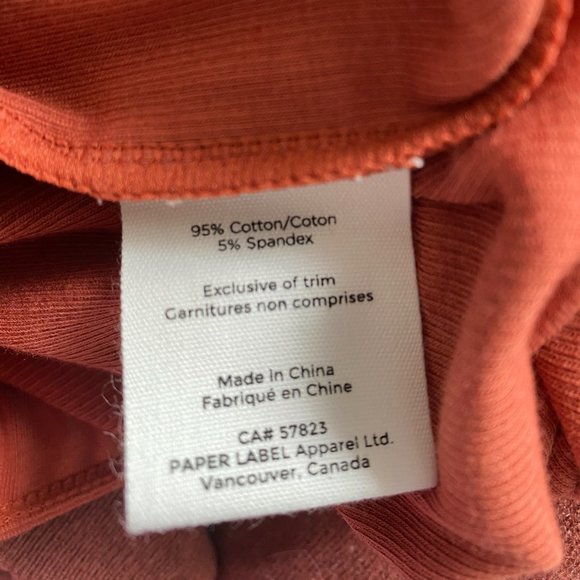 95% Cotton/Coton
5% Spandex
Exclusive of trim
Garnitures non comprises
Made in China
Fabriqué en Chine
CA# 57823
PAPER LABEL Apparel Ltd.
Vancouver, Canada